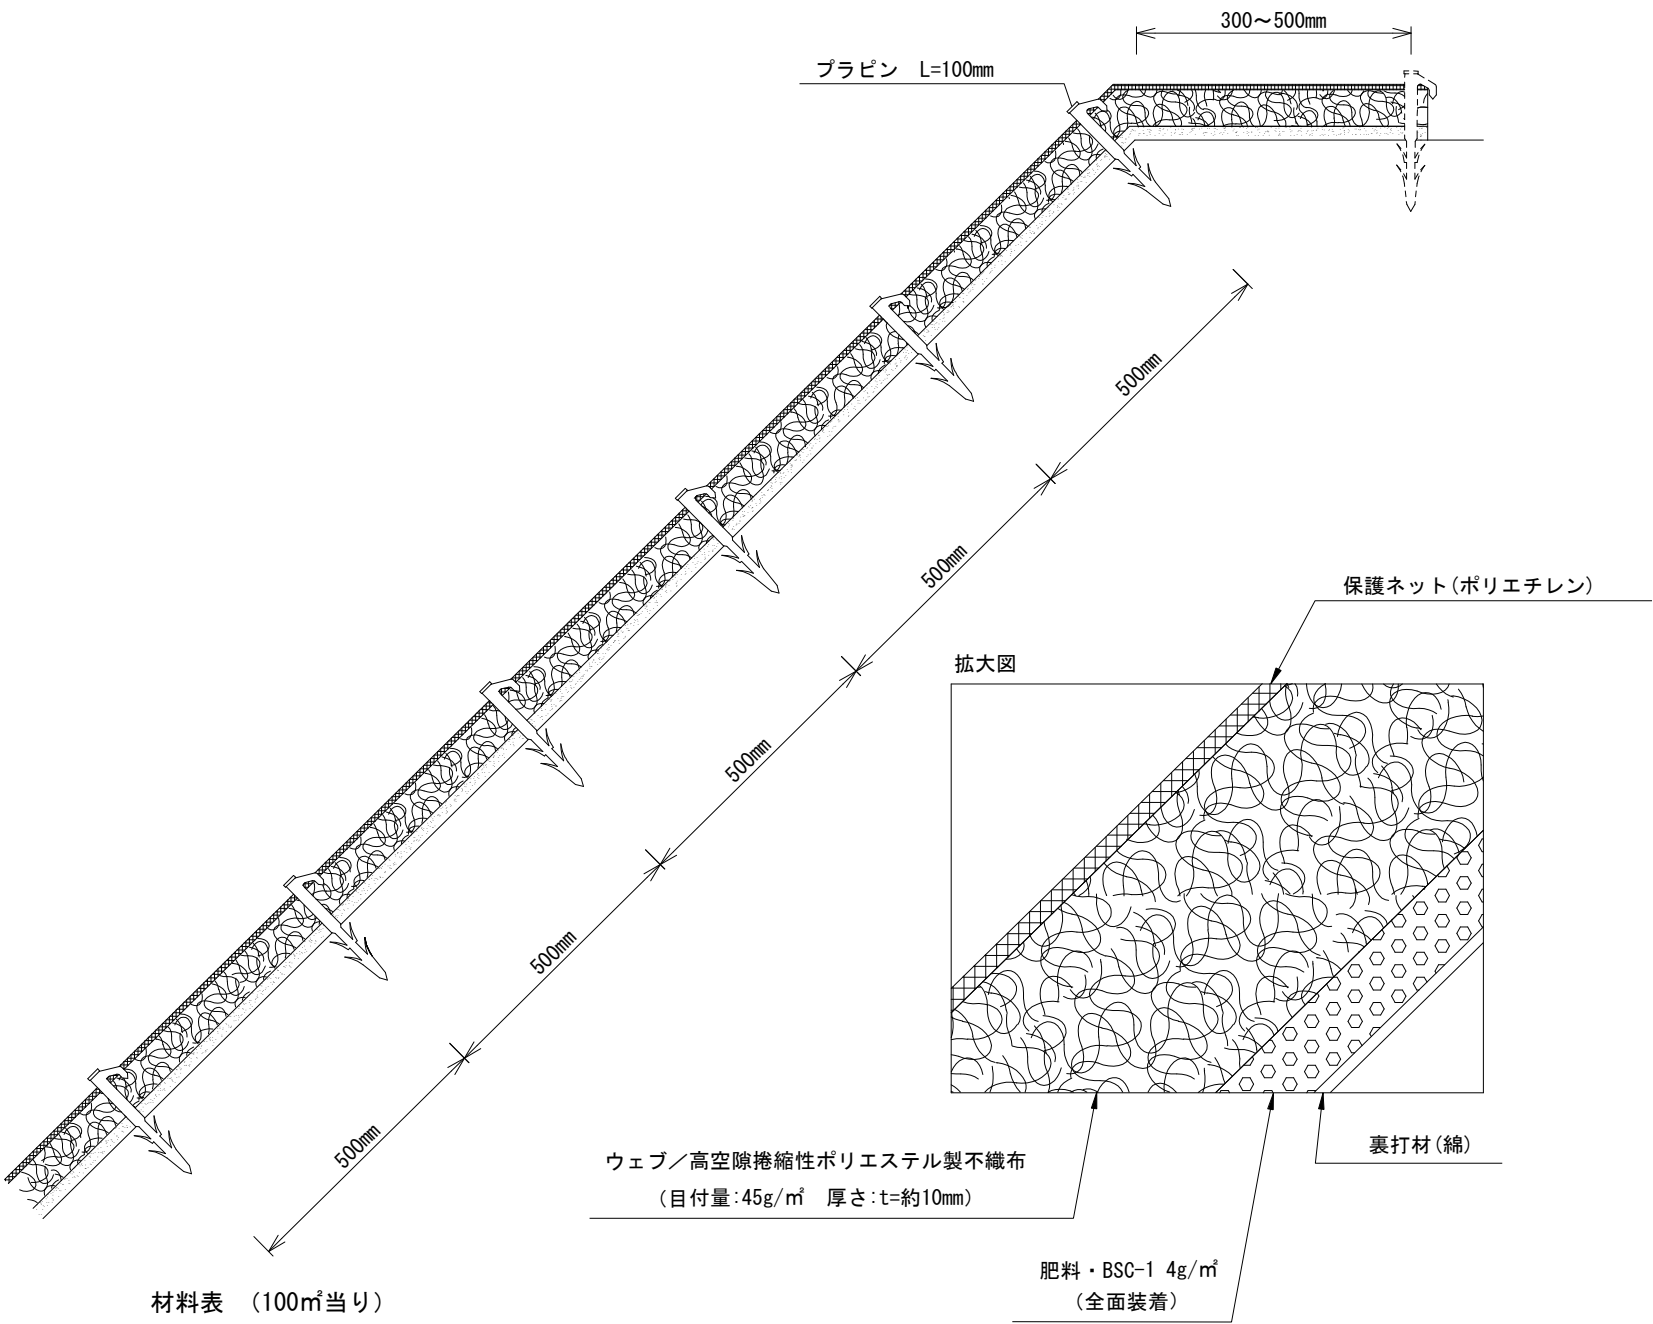 300～500mm
プラピン　L=100mm
500mm
500mm
保護ネット(ポリエチレン)
拡大図
500mm
500mm
500mm
裏打材(綿)
ウェブ／高空隙捲縮性ポリエステル製不織布
(目付量:45g/㎡　厚さ:t=約10mm)
肥料・BSC-1 4g/㎡
(全面装着)
材料表　(100㎡当り)